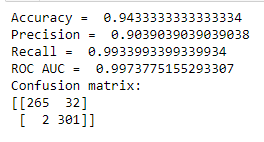 Accuracy =  0.9433333333333334
Precision =  0.9039039039039038
Recall =  0.9933993399339934
ROC AUC =  0.9973775155293307
Confusion matrix:
[[265  32]
 [  2 301]]